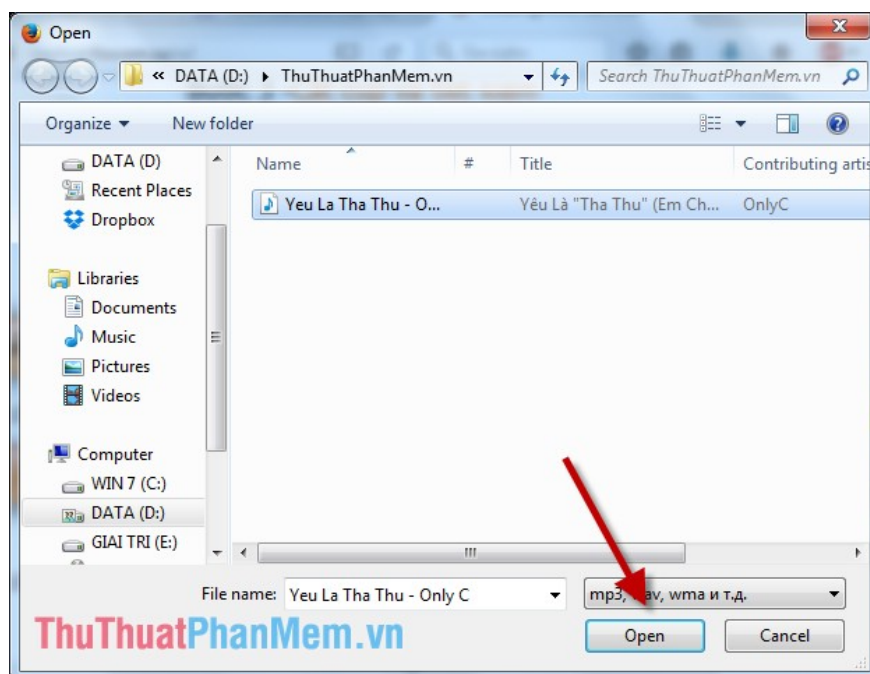 Open
« DATA (D:) ▸ ThuThuatPhanMem.vn
Search ThuThuatPhanMem.vn
Organize
New folder
Name # Title Contributing artis
Yeu La Tha Thu - O... Yêu Là "Tha Thu" (Em Ch... OnlyC
DATA (D)
Recent Places
Dropbox
Libraries
Documents
Music
Pictures
Videos
Computer
WIN 7 (C:)
DATA (D:)
GIAI TRI (E:)
File name: Yeu La Tha Thu - Only C
mp3, wma и т.д.
ThuThuatPhanMem.vn
Open Cancel